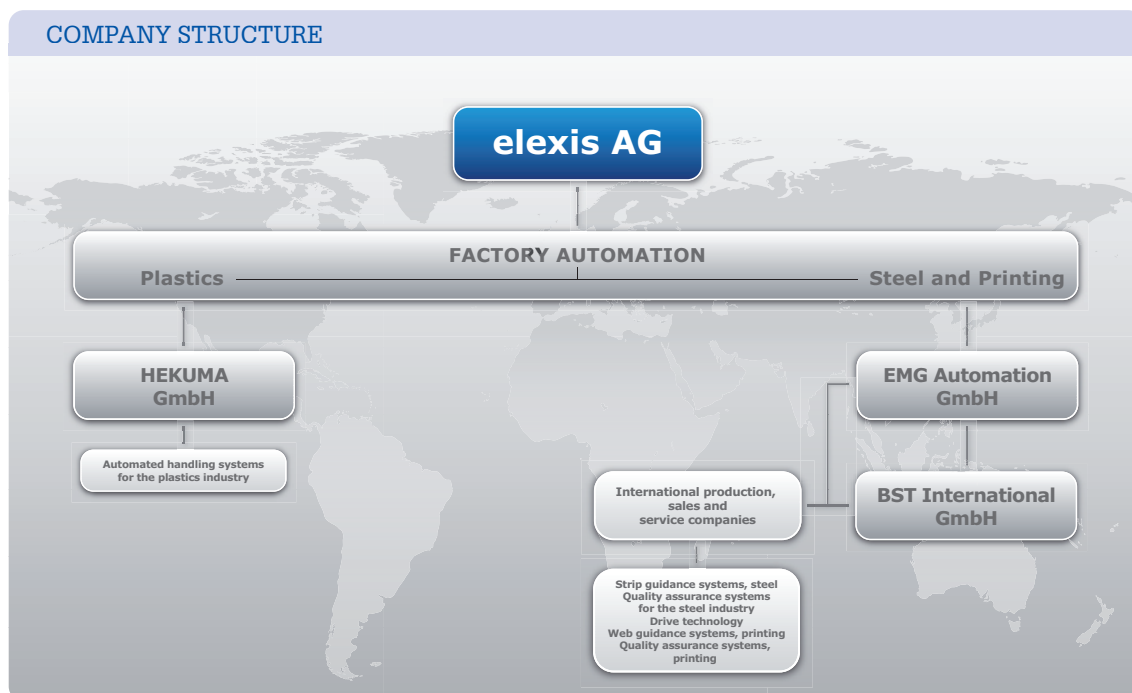 COMPANY STRUCTURE
elexis AG
FACTORY AUTOMATION
Plastics
Steel and Printing
HEKUMA
GmbH
Automated handling systems
for the plastics industry
EMG Automation
GmbH
BST International
GmbH
International production,
sales and
service companies
Strip guidance systems, steel
Quality assurance systems
for the steel industry
Drive technology
Web guidance systems, printing
Quality assurance systems,
printing